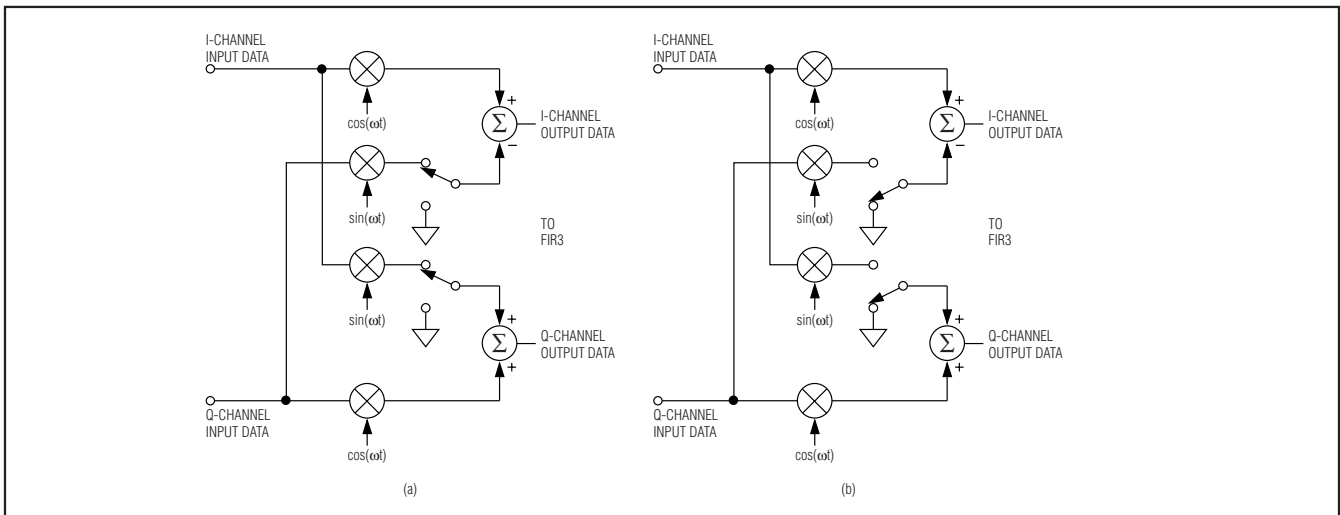 I-CHANNEL
INPUT DATA
cos(ωt)
+
Σ
−
I-CHANNEL
OUTPUT DATA
sin(ωt)
TO
FIR3
sin(ωt)
+
Σ
+
Q-CHANNEL
OUTPUT DATA
Q-CHANNEL
INPUT DATA
cos(ωt)
(a)
I-CHANNEL
INPUT DATA
cos(ωt)
+
Σ
−
I-CHANNEL
OUTPUT DATA
sin(ωt)
TO
FIR3
sin(ωt)
+
Σ
+
Q-CHANNEL
OUTPUT DATA
Q-CHANNEL
INPUT DATA
cos(ωt)
(b)